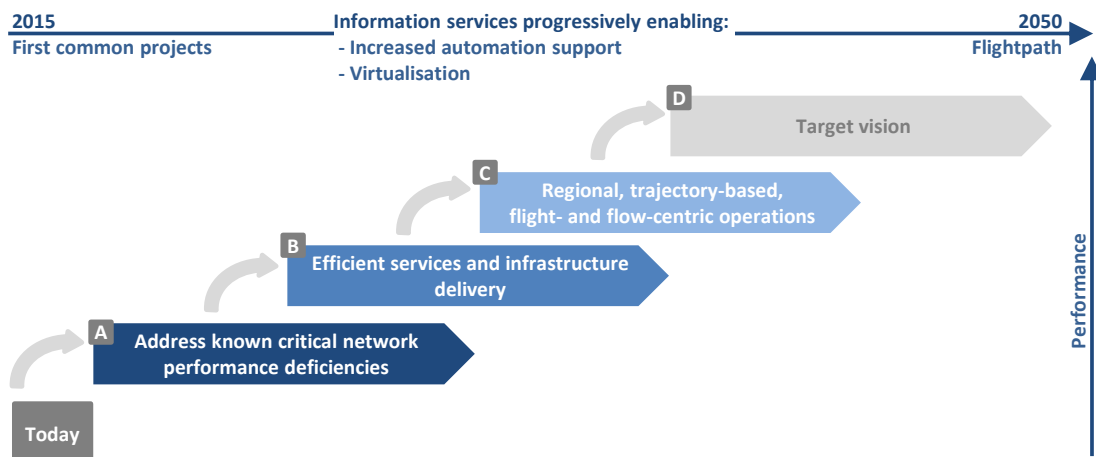 2015
First common projects
Information services progressively enabling:
- Increased automation support
- Virtualisation
2050
Flightpath
D
Target vision
C
Regional, trajectory-based,
flight- and flow-centric operations
B
Efficient services and infrastructure
delivery
A
Address known critical network
performance deficiencies
Today
Performance